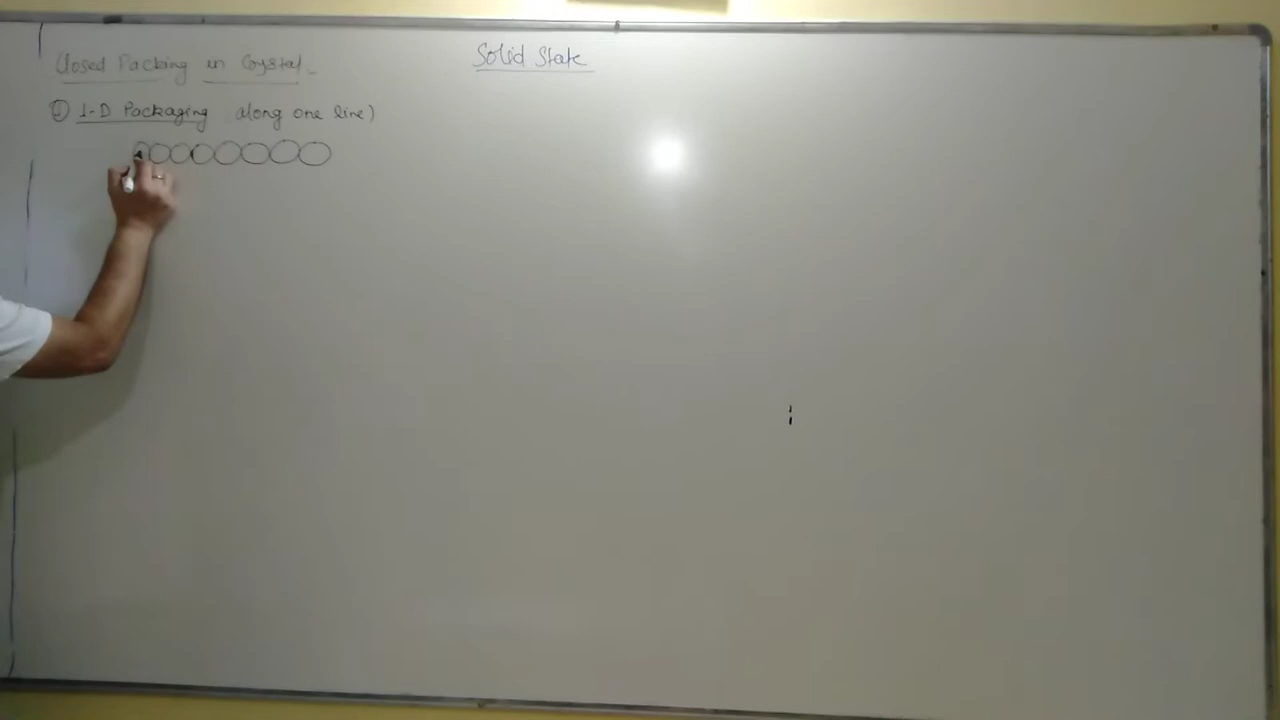 Solid State
Closed Packing in Crystal
① 1-D Packaging along one line)